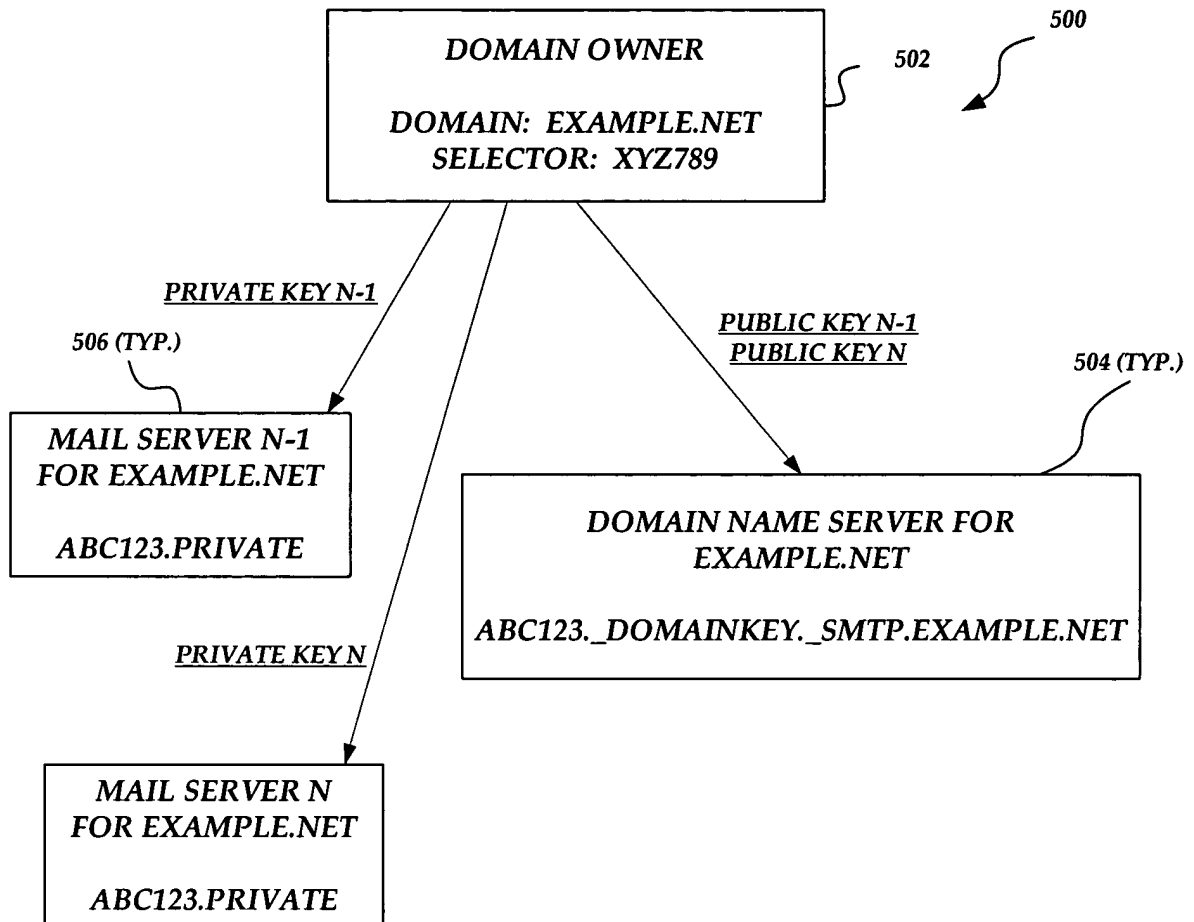 500
DOMAIN OWNER
502
DOMAIN: EXAMPLE.NET
SELECTOR: XYZ789
PRIVATE KEY N-1
PUBLIC KEY N-1
PUBLIC KEY N
506 (TYP.)
504 (TYP.)
MAIL SERVER N-1
FOR EXAMPLE.NET
ABC123.PRIVATE
DOMAIN NAME SERVER FOR
EXAMPLE.NET
ABC123._DOMAINKEY._SMTP.EXAMPLE.NET
PRIVATE KEY N
MAIL SERVER N
FOR EXAMPLE.NET
ABC123.PRIVATE